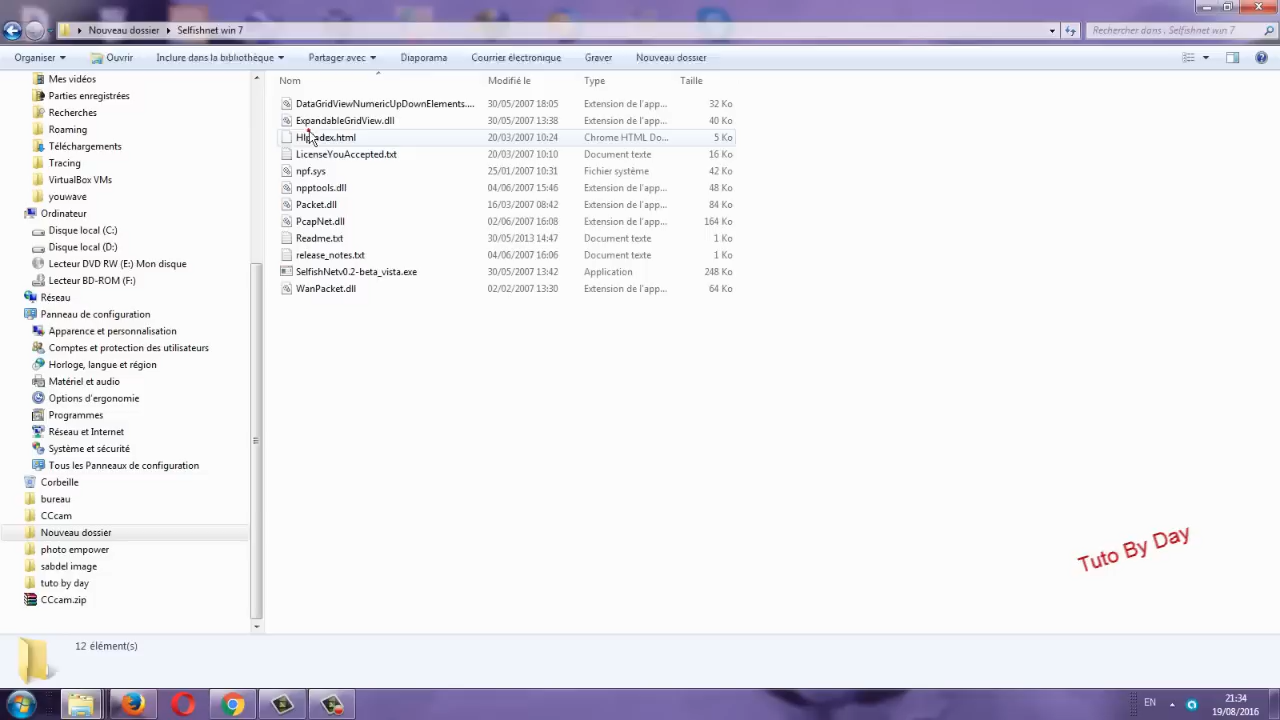 Nouveau dossier
Selfishnet win 7
Rechercher dans : Selfishnet win 7
Organiser
Ouvrir
Inclure dans la bibliothèque
Partager avec
Diaporama
Courrier électronique
Graver
Nouveau dossier
Nom Modifié le Type Taille
DataGridViewNumericUpDownElements.... 30/05/2007 18:05 Extension de l'app... 32 Ko
ExpandableGridView.dll 30/05/2007 13:38 Extension de l'app... 40 Ko
20/03/2007 10:24 Chrome HTML Do... 5 Ko
LicenseYouAccepted.txt 20/03/2007 10:10 Document texte 16 Ko
npf.sys 25/01/2007 10:31 Fichier système 42 Ko
npptools.dll 04/06/2007 15:46 Extension de l'app... 48 Ko
Packet.dll 16/03/2007 08:42 Extension de l'app... 84 Ko
PcapNet.dll 02/06/2007 16:08 Extension de l'app... 164 Ko
Readme.txt 30/05/2013 14:47 Document texte 1 Ko
release_notes.txt 04/06/2007 16:06 Document texte 1 Ko
SelfishNetv0.2-beta_vista.exe 30/05/2007 13:42 Application 248 Ko
WanPacket.dll 02/02/2007 13:30 Extension de l'app... 64 Ko
Mes vidéos
Parties enregistrées
Recherches
Roaming
Téléchargements
Tracing
VirtualBox VMs
youwave
Ordinateur
Disque local (C:)
Disque local (D:)
Lecteur DVD RW (E:) Mon disque
Lecteur BD-ROM (F:)
Réseau
Panneau de configuration
Apparence et personnalisation
Comptes et protection des utilisateurs
Horloge, langue et région
Matériel et audio
Options d'ergonomie
Programmes
Réseau et Internet
Système et sécurité
Tous les Panneaux de configuration
Corbeille
bureau
CCcam
Nouveau dossier
photo empower
sabdel image
tuto by day
CCcam.zip
Tuto By Day
12 élément(s)
EN
21:34
19/08/2016